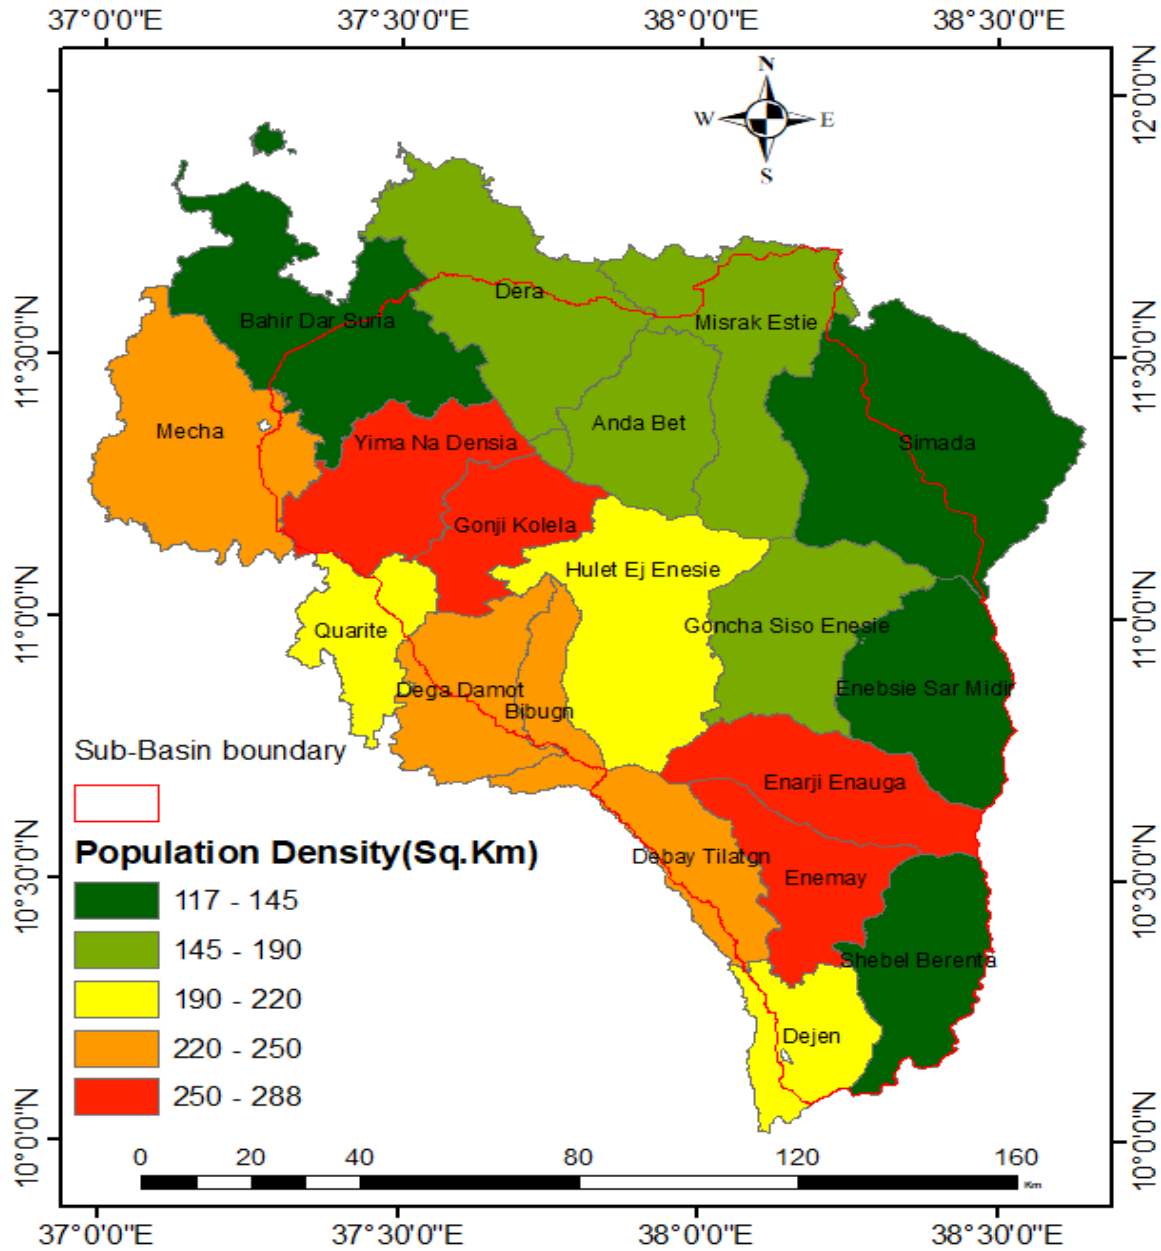 37°0'0"E 37°30'0"E 38°0'0"E 38°30'0"E
N
W E
S
12°0'0"N
11°30'0"N
11°30'0"N
11°0'0"N
11°0'0"N
10°30'0"N
10°30'0"N
10°0'0"N
10°0'0"N
Dera
Bahir Dar Suria
Misrak Estie
Mecha
Anda Bet
Yima Na Densia
Simada
Gonji Kolela
Hulet Ej Enesie
Quarite
Goncha Siso Enesie
Dega Damot
Enebsie Sar Midir
Bibugn
Enarji Enauga
Debay Tilatgn
Enemay
Shebel Berenta
Dejen
Sub-Basin boundary
Population Density(Sq.Km)
117 - 145
145 - 190
190 - 220
220 - 250
250 - 288
0 20 40 80 120 160
Km
37°0'0"E 37°30'0"E 38°0'0"E 38°30'0"E